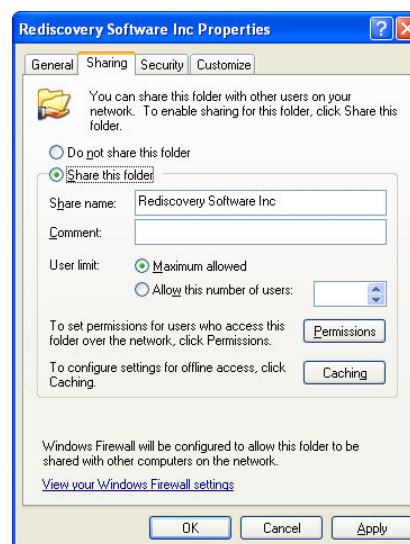 Rediscovery Software Inc Properties
General Sharing Security Customize
You can share this folder with other users on your
network. To enable sharing for this folder, click Share this
folder.
Do not share this folder
Share this folder
Share name: Rediscovery Software Inc
Comment:
User limit: Maximum allowed
Allow this number of users:
To set permissions for users who access this
folder over the network, click Permissions.
Permissions
To configure settings for offline access, click
Caching.
Caching
Windows Firewall will be configured to allow this folder to be
shared with other computers on the network.
View your Windows Firewall settings
OK Cancel Apply